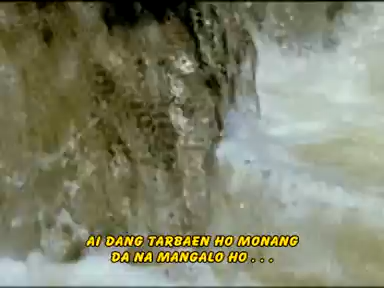 AI DANG TARBAEN HO MONANG
DA NA MANGALO HO . . .